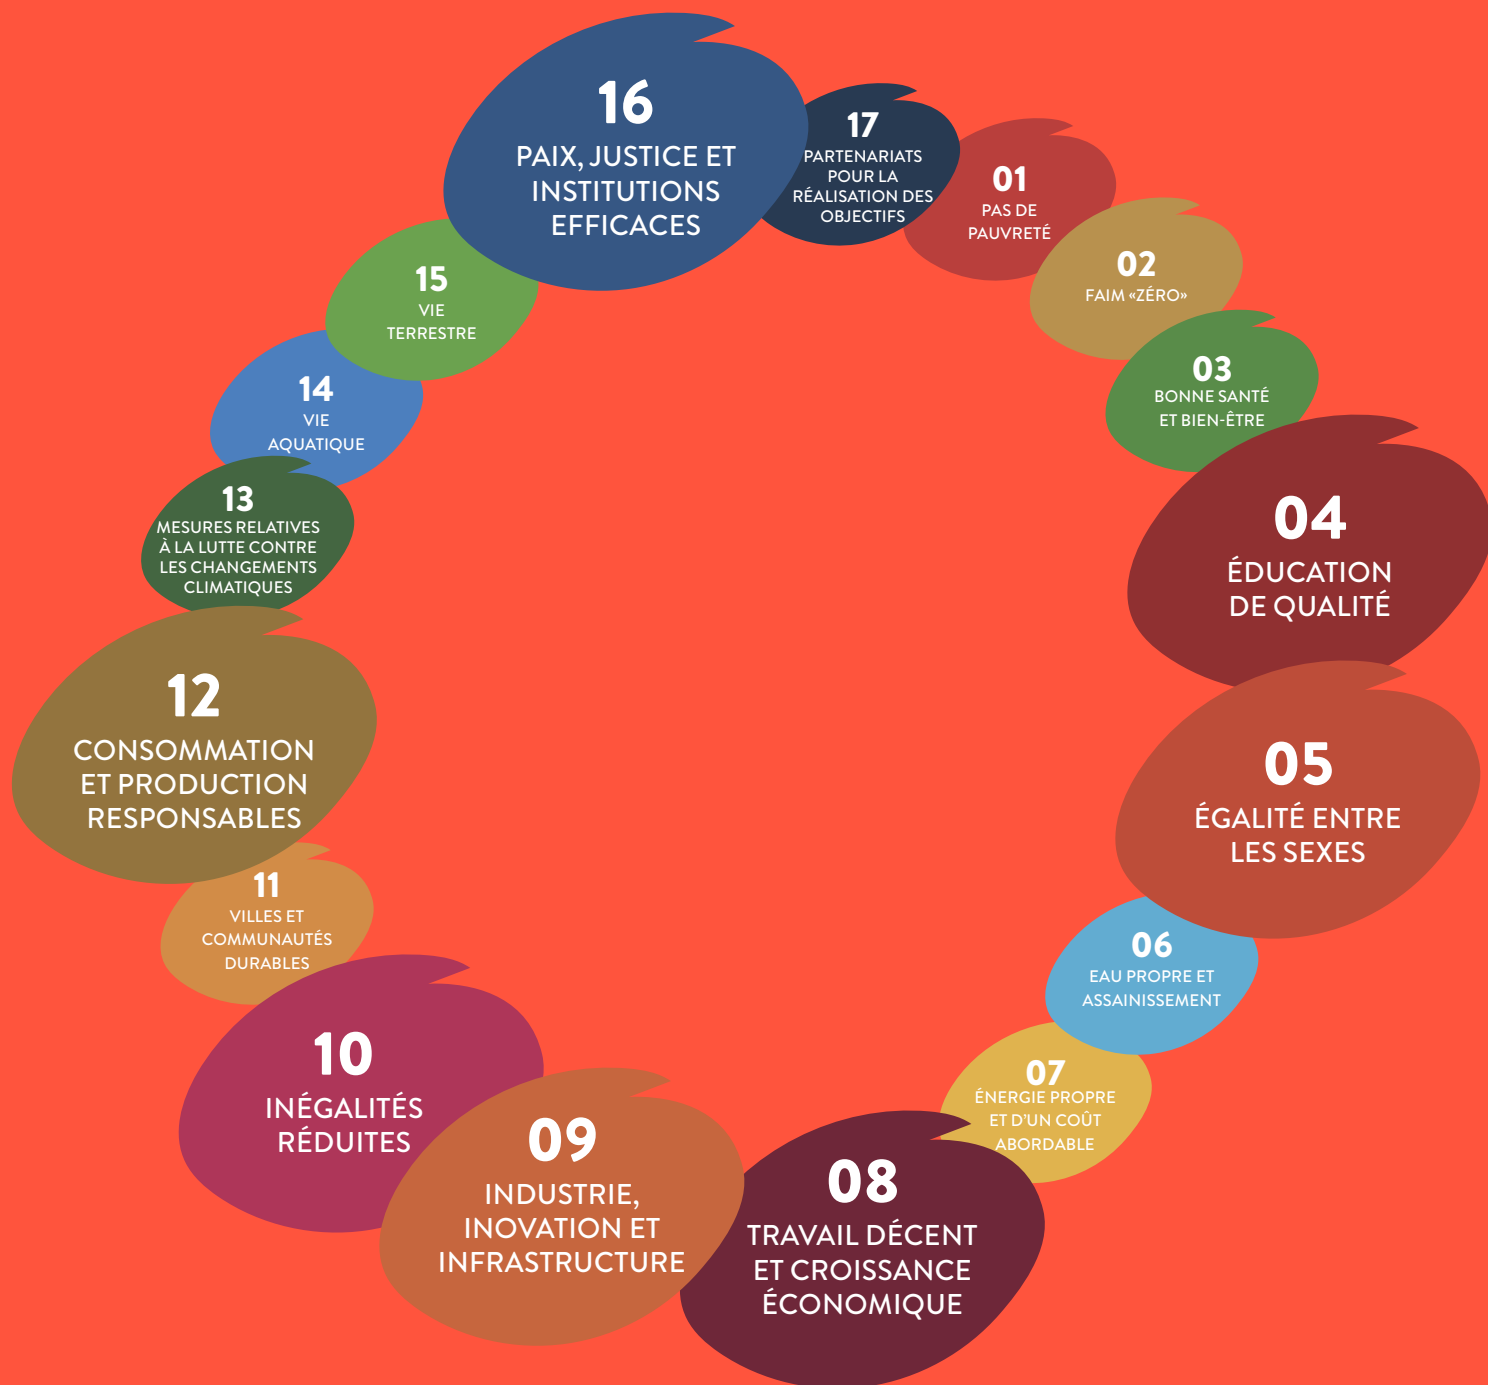 16
PAIX, JUSTICE ET
INSTITUTIONS
EFFICACES
17
PARTENARIATS
POUR LA
RÉALISATION DES
OBJECTIFS
01
PAS DE
PAUVRETÉ
02
FAIM «ZÉRO»
03
BONNE SANTÉ
ET BIEN-ÊTRE
04
ÉDUCATION
DE QUALITÉ
05
ÉGALITÉ ENTRE
LES SEXES
06
EAU PROPRE ET
ASSAINISSEMENT
07
ÉNERGIE PROPRE
ET D'UN COÛT
ABORDABLE
08
TRAVAIL DÉCENT
ET CROISSANCE
ÉCONOMIQUE
09
INDUSTRIE,
INOVATION ET
INFRASTRUCTURE
10
INÉGALITÉS
RÉDUITES
11
VILLES ET
COMMUNAUTÉS
DURABLES
12
CONSOMMATION
ET PRODUCTION
RESPONSABLES
13
MESURES RELATIVES
À LA LUTTE CONTRE
LES CHANGEMENTS
CLIMATIQUES
14
VIE
AQUATIQUE
15
VIE
TERRESTRE